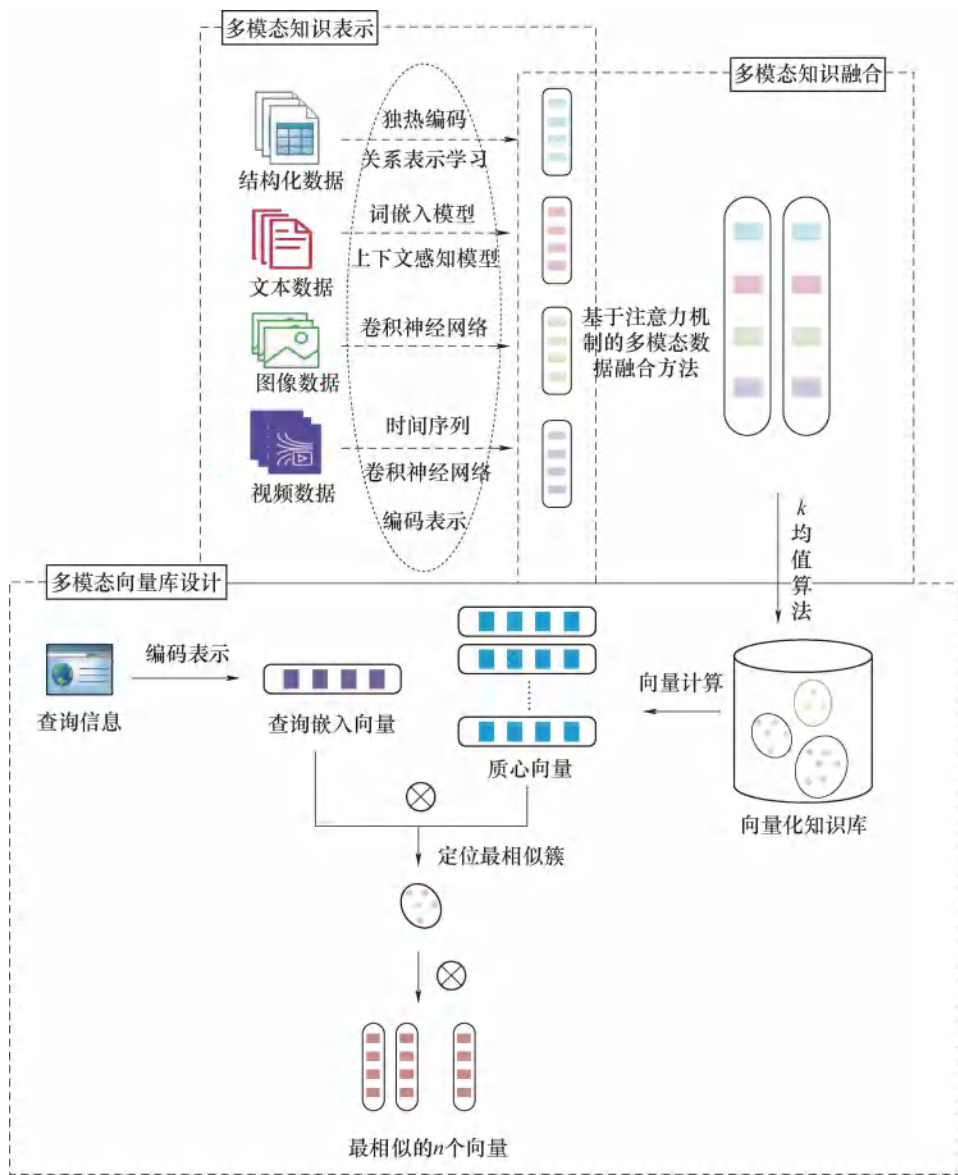 多模态知识表示
多模态知识融合
独热编码
关系表示学习
结构化数据
词嵌入模型
上下文感知模型
文本数据
卷积神经网络
图像数据
基于注意力机
制的多模态数
据融合方法
时间序列
卷积神经网络
视频数据
编码表示
k
均
值
算
法
多模态向量库设计
编码表示
查询信息
查询嵌入向量
质心向量
向量计算
向量化知识库
定位最相似簇
最相似的n个向量